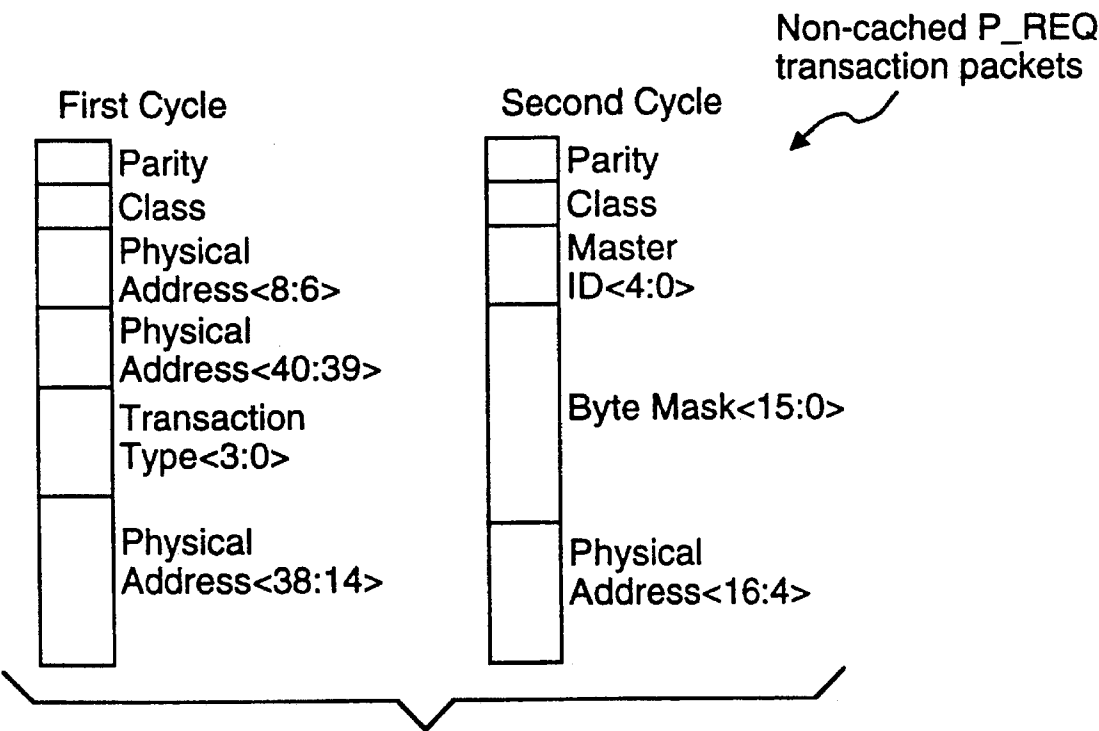 Non-cached P_REQ
transaction packets
First Cycle
Parity
Class
Physical
Address<8:6>
Physical
Address<40:39>
Transaction
Type<3:0>
Physical
Address<38:14>
Second Cycle
Parity
Class
Master
ID<4:0>
Byte Mask<15:0>
Physical
Address<16:4>